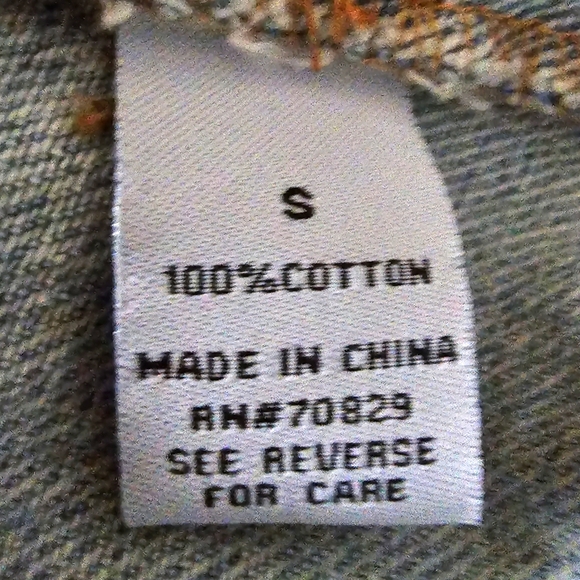 S
100%COTTON
MADE IN CHINA
RN#70829
SEE REVERSE
FOR CARE